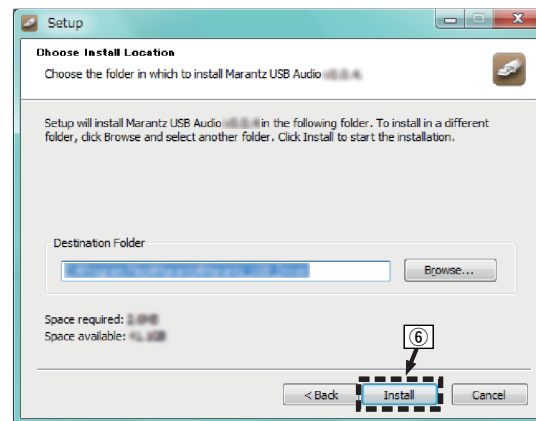 Setup
Choose Install Location
Choose the folder in which to install Marantz USB Audio
Setup will install Marantz USB Audio in the following folder. To install in a different
folder, click Browse and select another folder. Click Install to start the installation.
Destination Folder
Browse...
Space required:
Space available:
⑥
< Back Install Cancel